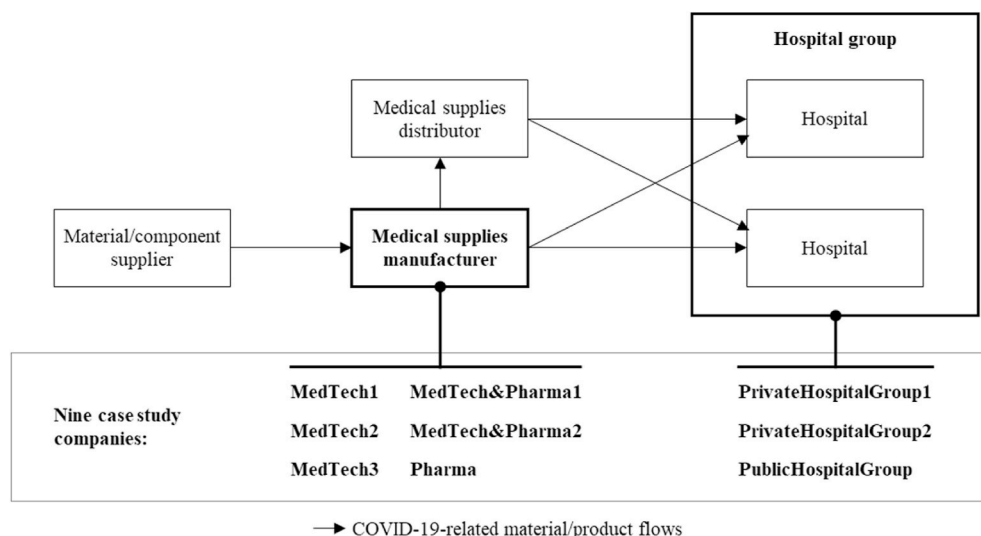 Hospital group
Medical supplies
distributor
Hospital
Material/component
supplier
Medical supplies
manufacturer
Hospital
Nine case study
companies:
MedTech1 MedTech&Pharma1 PrivateHospitalGroup1
MedTech2 MedTech&Pharma2 PrivateHospitalGroup2
MedTech3 Pharma PublicHospitalGroup
COVID-19-related material/product flows